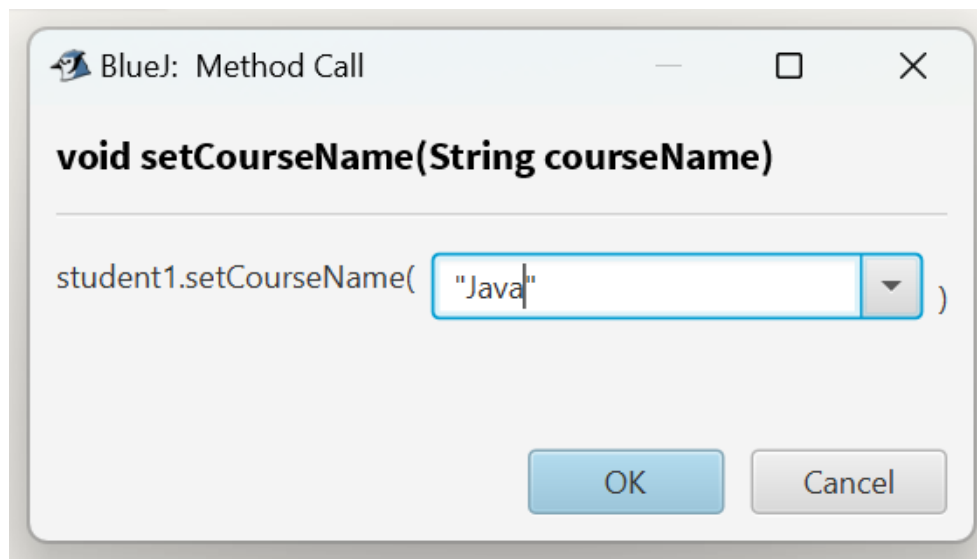 BlueJ: Method Call
void setCourseName(String courseName)
student1.setCourseName( "Java" )
OK Cancel